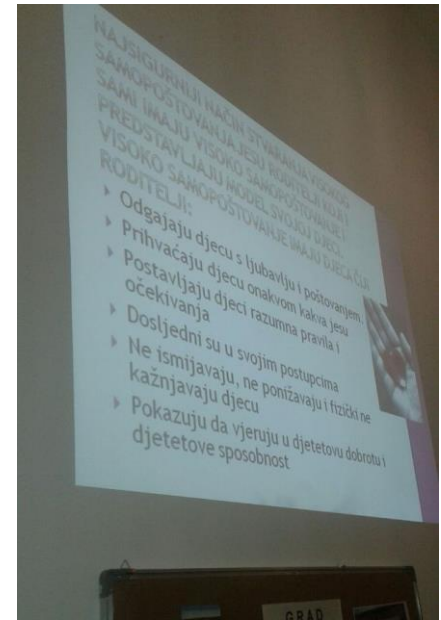 NAJSIGURNIJI NAČIN STVARANJA VISOKOG
SAMOPOŠTOVANJA JESU RODITELJI KOJI I
SAMI IMAJU VISOKO SAMOPOŠTOVANJE I
PREDSTAVLJAJU MODEL SVOJOJ DJECI.
VISOKO SAMOPOŠTOVANJE IMAJU DJECA ČIJI
RODITELJI:
Odgajaju djecu s ljubavlju i poštovanjem.
Prihvaćaju djecu onakvom kakva jesu
Postavljaju djeci razumna pravila i
očekivanja
Dosljedni su u svojim postupcima
Ne ismijavaju, ne ponižavaju i fizički ne
kažnjavaju djecu
Pokazuju da vjeruju u djetetovu dobrotu i
djetetove sposobnost
GRAD